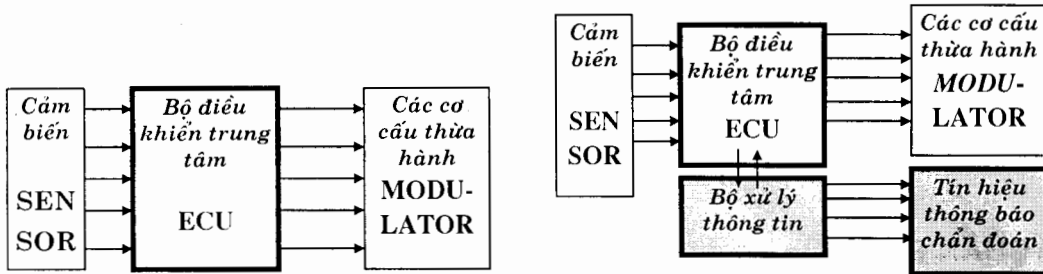 Cảm
biến
SEN
SOR
Bộ điều
khiển trung
tâm
ECU
Các cơ
cấu thừa
hành
MODU-
LATOR
Cảm
biến
SEN
SOR
Bộ điều
khiển trung
tâm
ECU
Các cơ cấu
thừa hành
MODU-
LATOR
Bộ xử lý
thông tin
Tín hiệu
thông báo
chẩn đoán